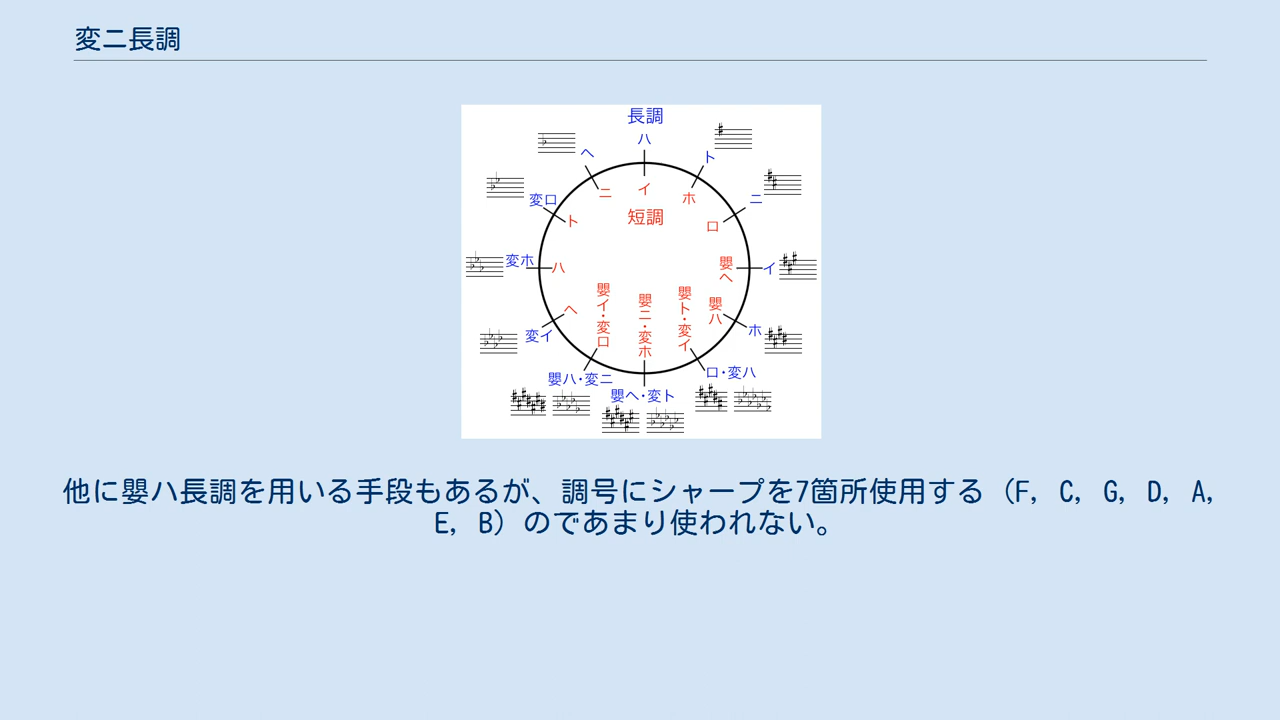 変ニ長調
長調
ハ
ヘ
ト
変ロ
ニ
変ホ
イ
変イ
ホ
嬰ハ・変ニ
嬰ヘ・変ト
ロ・変ハ
イ
ニ
ホ
短調
ト
ロ
ハ
嬰ヘ
ヘ
嬰ハ
嬰イ・変ロ
嬰ニ・変ホ
嬰ト・変イ
他に嬰ハ長調を用いる手段もあるが、調号にシャープを7箇所使用する（F, C, G, D, A,
E, B）のであまり使われない。